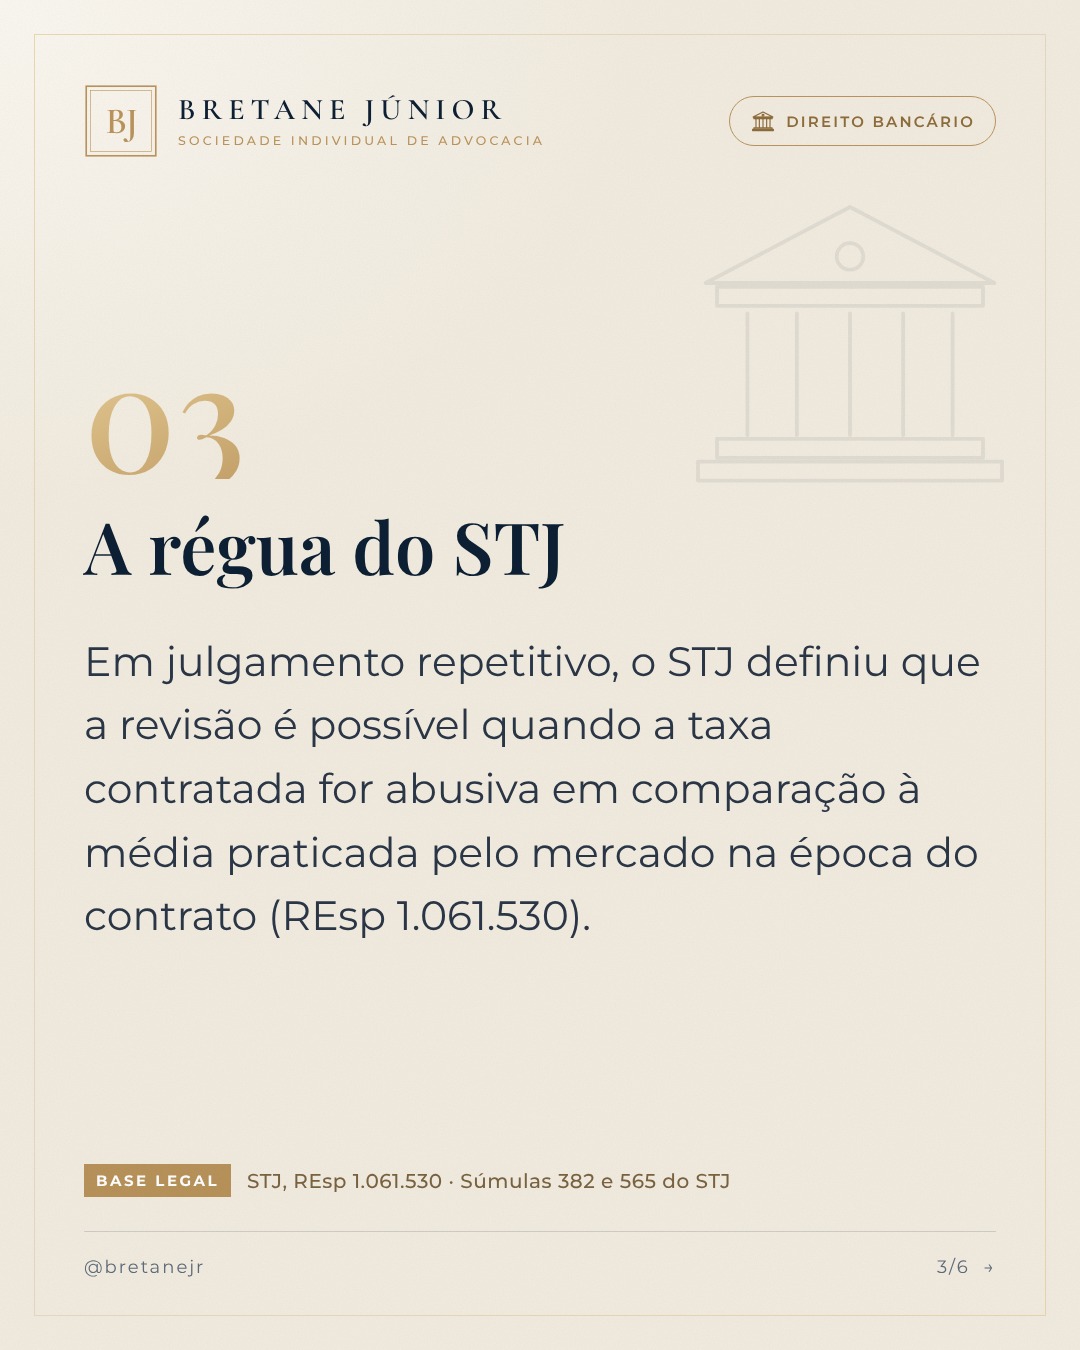 BJ
BRETANE JÚNIOR
SOCIEDADE INDIVIDUAL DE ADVOCACIA
DIREITO BANCÁRIO
03
A régua do STJ
Em julgamento repetitivo, o STJ definiu que
a revisão é possível quando a taxa
contratada for abusiva em comparação à
média praticada pelo mercado na época do
contrato (REsp 1.061.530).
BASE LEGAL STJ, REsp 1.061.530 · Súmulas 382 e 565 do STJ
@bretanejr
3/6 →